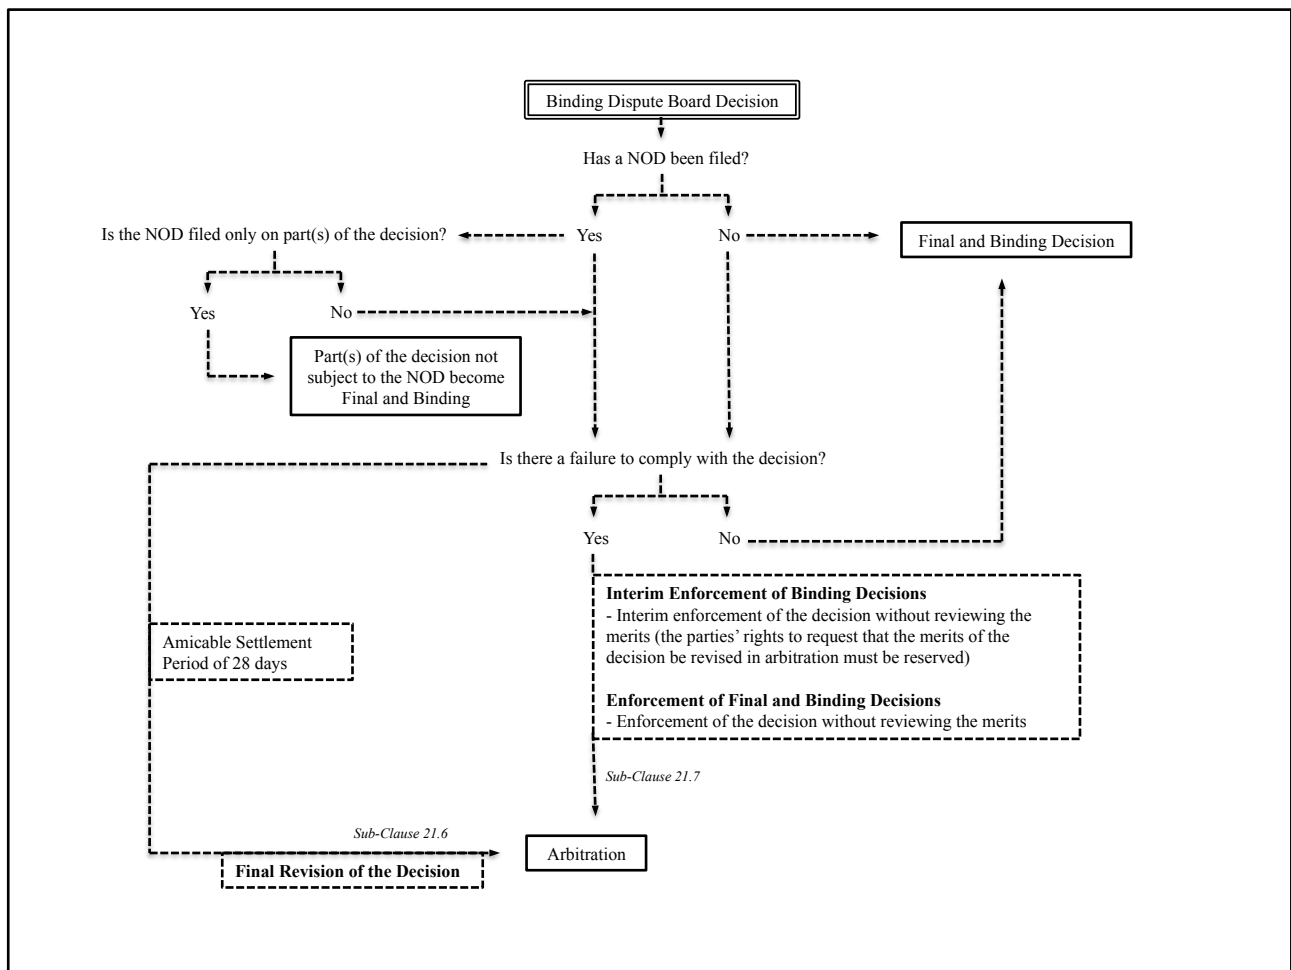 Binding Dispute Board Decision
Has a NOD been filed?
Is the NOD filed only on part(s) of the decision?
Yes
No
Final and Binding Decision
Yes
No
Part(s) of the decision not
subject to the NOD become
Final and Binding
Is there a failure to comply with the decision?
Yes
No
Interim Enforcement of Binding Decisions
- Interim enforcement of the decision without reviewing the
merits (the parties’ rights to request that the merits of the
decision be revised in arbitration must be reserved)
Enforcement of Final and Binding Decisions
- Enforcement of the decision without reviewing the merits
Amicable Settlement
Period of 28 days
Sub-Clause 21.7
Sub-Clause 21.6
Arbitration
Final Revision of the Decision